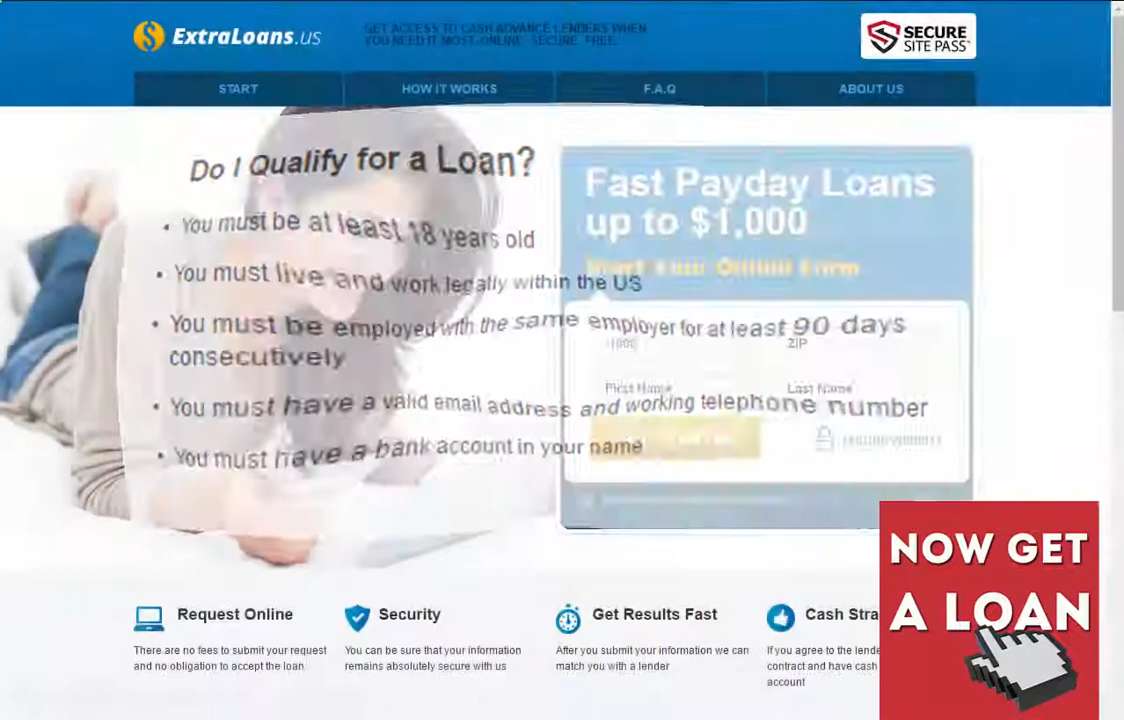 ExtraLoans.us
GET ACCESS TO CASH ADVANCE LENDERS WHEN
YOU NEED IT MOST. ONLINE. SECURE. FREE.
SECURE
SITE PASS
START
HOW IT WORKS
F.A.Q
ABOUT US
Do I Qualify for a Loan?
• You must be at least 18 years old
• You must live and work legally within the US
• You must be employed with the same employer for at least 90 days
consecutively
• You must have a valid email address and working telephone number
• You must have a bank account in your name
Fast Payday Loans
up to $1,000
Start Your Online Form
1000
ZIP
First Name
Last Name
NOW GET
A LOAN
Request Online
There are no fees to submit your request
and no obligation to accept the loan
Security
You can be sure that your information
remains absolutely secure with us
Get Results Fast
After you submit your information we can
match you with a lender
Cash
If you agree to the
contract and have cash
account